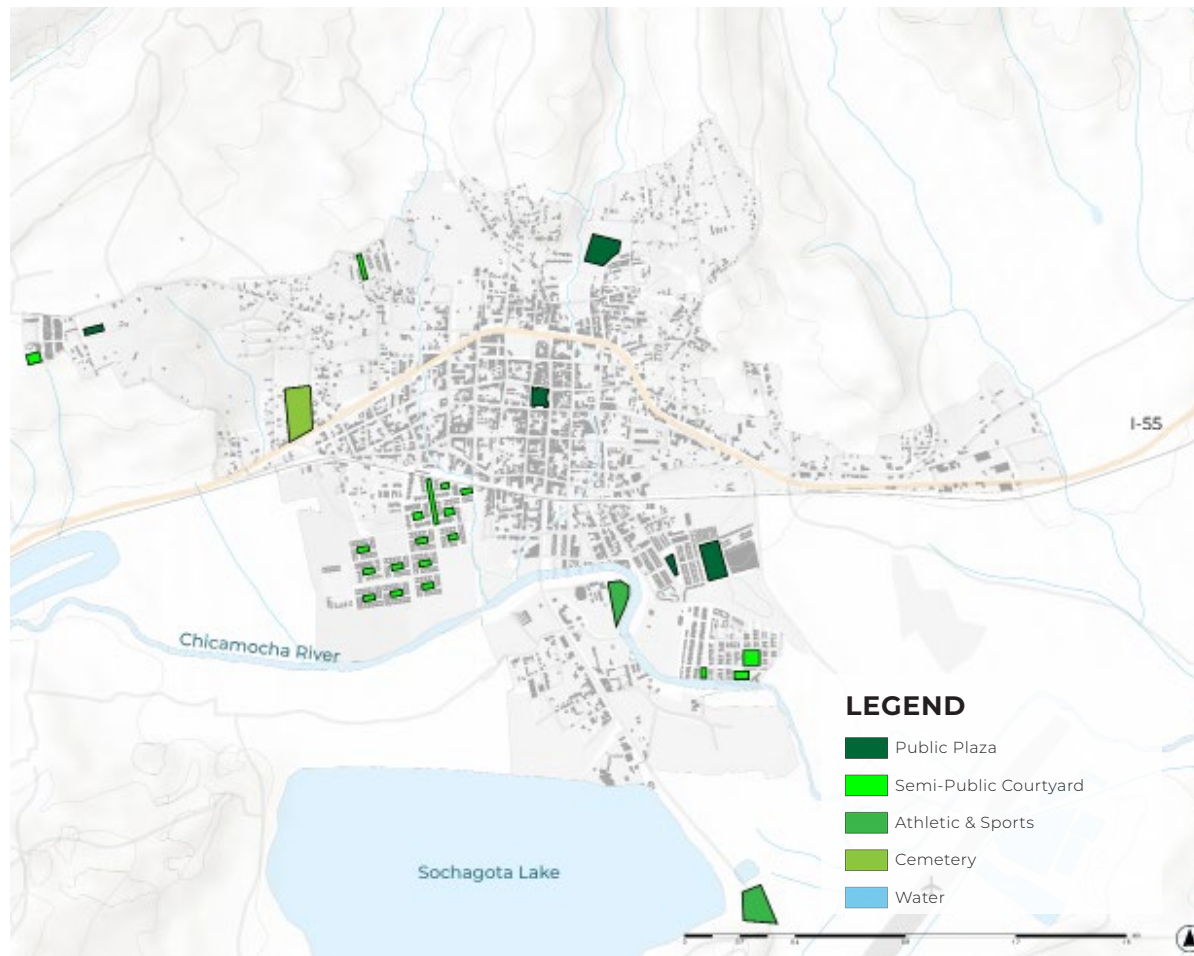 I-55
Chicamocha River
Sochagota Lake
LEGEND
Public Plaza
Semi-Public Courtyard
Athletic & Sports
Cemetery
Water